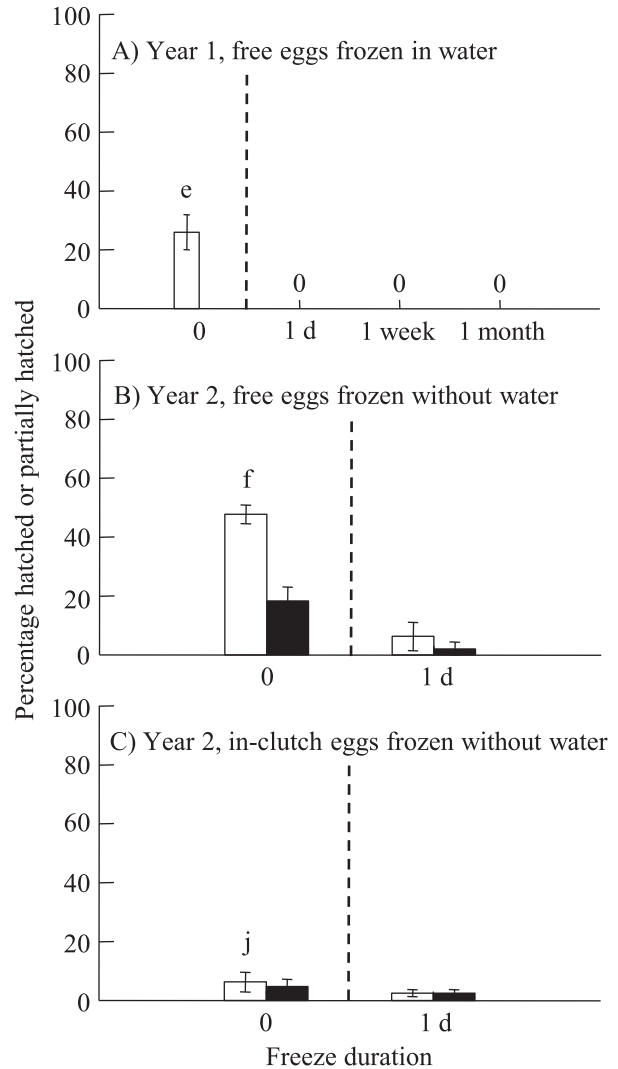 Percentage hatched or partially hatched
A) Year 1, free eggs frozen in water
100
80
60
40
20
0
e
0
0
0
0
1 d
1 week
1 month
B) Year 2, free eggs frozen without water
100
80
60
40
20
0
f
0
1 d
C) Year 2, in-clutch eggs frozen without water
100
80
60
40
20
0
j
0
1 d
Freeze duration